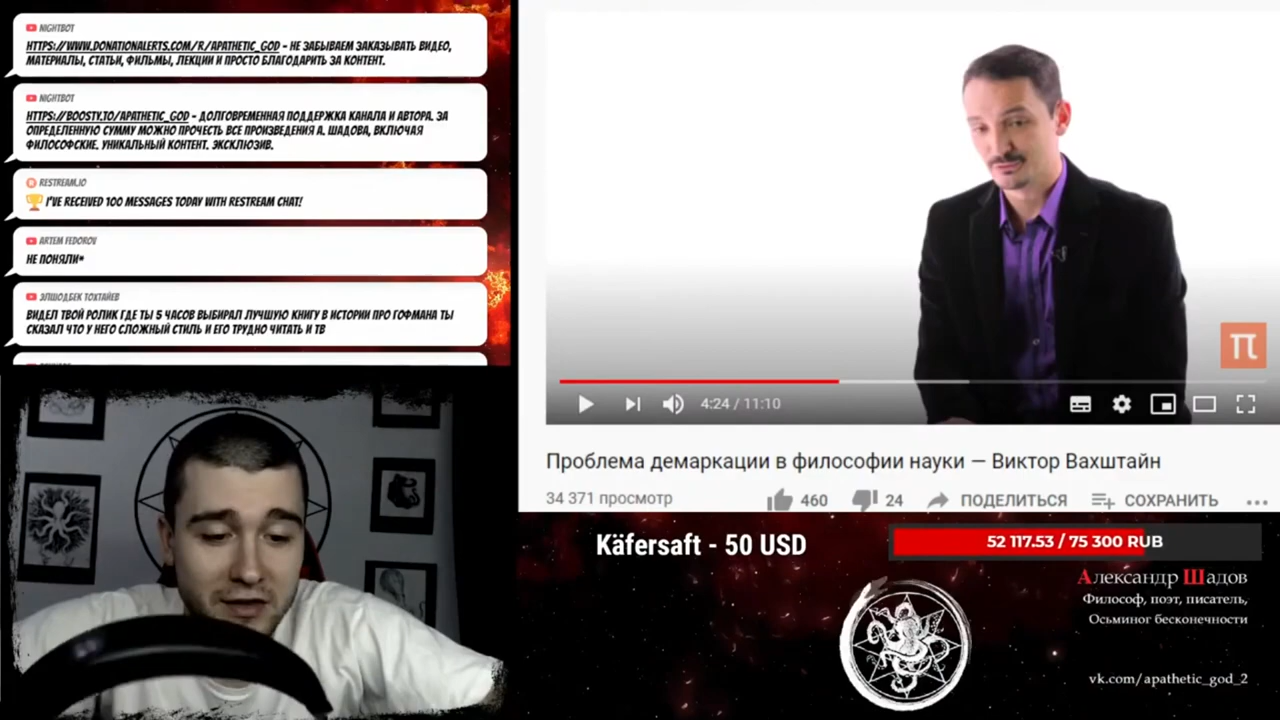 NIGHTBOT
HTTPS://WWW.DONATIONALERTS.COM/R/APATHETIC_GOD - НЕ ЗАБЫВАЕМ ЗАКАЗЫВАТЬ ВИДЕО,
МАТЕРИАЛЫ, СТАТЬИ, ФИЛЬМЫ, ЛЕКЦИИ И ПРОСТО БЛАГОДАРИТЬ ЗА КОНТЕНТ.
NIGHTBOT
HTTPS://BOOSTY.TO/APATHETIC_GOD - ДОЛГОВРЕМЕННАЯ ПОДДЕРЖКА КАНАЛА И АВТОРА. ЗА
ОПРЕДЕЛЕННУЮ СУММУ МОЖНО ПРОЧЕСТЬ ВСЕ ПРОИЗВЕДЕНИЯ А. ШАДОВА, ВКЛЮЧАЯ
ФИЛОСОФСКИЕ. УНИКАЛЬНЫЙ КОНТЕНТ. ЭКСКЛЮЗИВ.
RESTREAM.IO
I'VE RECEIVED 100 MESSAGES TODAY WITH RESTREAM CHAT!
ARTEM FEDOROV
НЕ ПОНЯЛИ*
ЭЛШОДБЕК ТОХТАЙЕВ
ВИДЕЛ ТВОЙ РОЛИК ГДЕ ТЫ 5 ЧАСОВ ВЫБИРАЛ ЛУЧШУЮ КНИГУ В ИСТОРИИ ПРО ГОФМАНА ТЫ
СКАЗАЛ ЧТО У НЕГО СЛОЖНЫЙ СТИЛЬ И ЕГО ТРУДНО ЧИТАТЬ И ТВ
π
4:24 / 11:10
Проблема демаркации в философии науки — Виктор Вахштайн
34 371 просмотр 460 24 ПОДЕЛИТЬСЯ СОХРАНИТЬ
Käfersaft - 50 USD
52 117.53 / 75 300 RUB
Александр Шадов
Философ, поэт, писатель,
Осьминог бесконечности
vk.com/apathetic_god_2